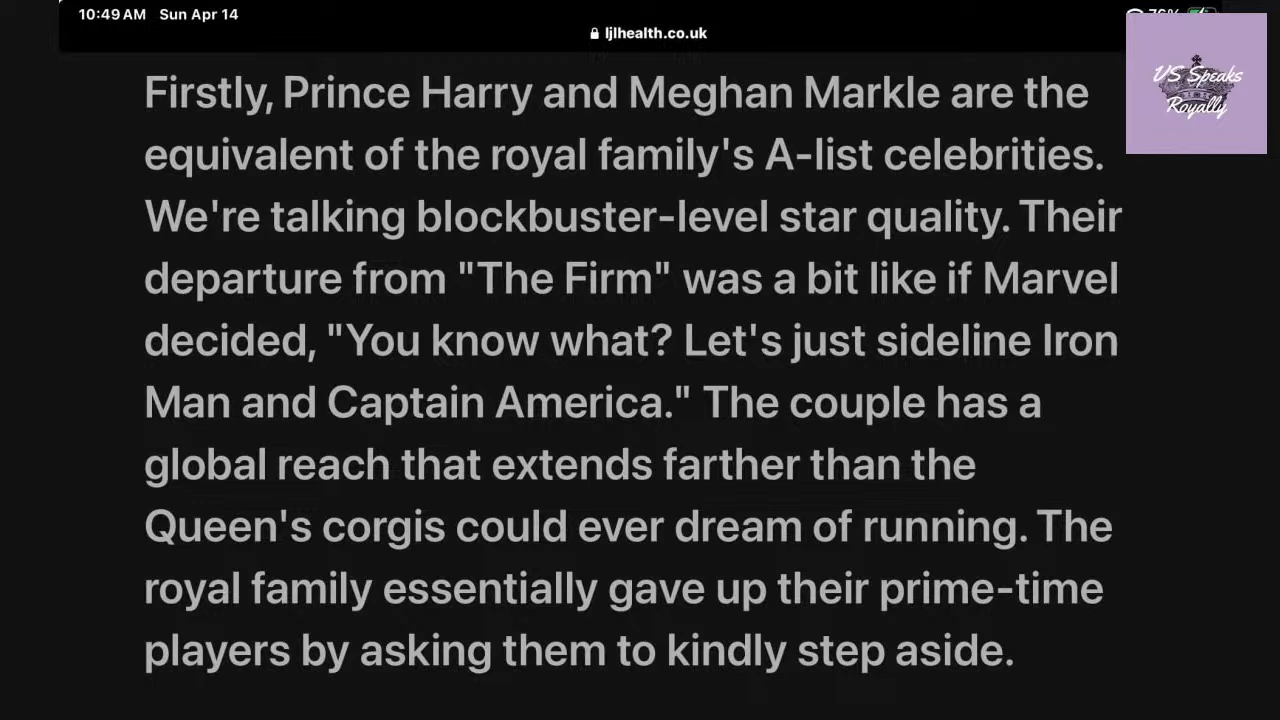 10:49 AM Sun Apr 14
76%
ljlhealth.co.uk
US Speaks
Royally
Firstly, Prince Harry and Meghan Markle are the
equivalent of the royal family's A-list celebrities.
We're talking blockbuster-level star quality. Their
departure from "The Firm" was a bit like if Marvel
decided, "You know what? Let's just sideline Iron
Man and Captain America." The couple has a
global reach that extends farther than the
Queen's corgis could ever dream of running. The
royal family essentially gave up their prime-time
players by asking them to kindly step aside.